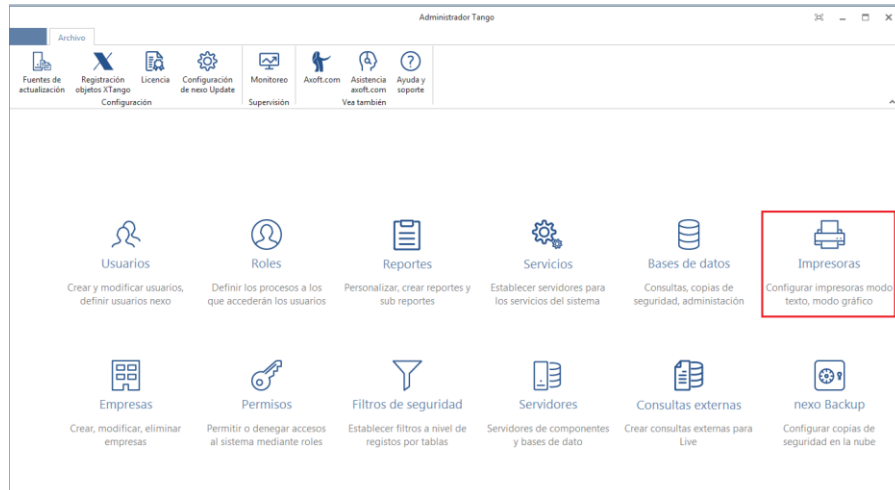 Administrador Tango
Archivo
Fuentes de
actualización
Registración
objetos XTango
Licencia
Configuración
de nexo Update
Monitoreo
Axoft.com
Asistencia
axoft.com
Ayuda y
soporte
Configuración
Supervisión
Vea también
Usuarios
Crear y modificar usuarios,
definir usuarios nexo
Roles
Definir los procesos a los
que accederán los usuarios
Reportes
Personalizar, crear reportes y
sub reportes
Servicios
Establecer servidores para
los servicios del sistema
Bases de datos
Consultas, copias de
seguridad, administación
Impresoras
Configurar impresoras modo
texto, modo gráfico
Empresas
Crear, modificar, eliminar
empresas
Permisos
Permitir o denegar accesos
al sistema mediante roles
Filtros de seguridad
Establecer filtros a nivel de
registos por tablas
Servidores
Servidores de componentes
y bases de dato
Consultas externas
Crear consultas externas para
Live
nexo Backup
Configurar copias de
seguridad en la nube